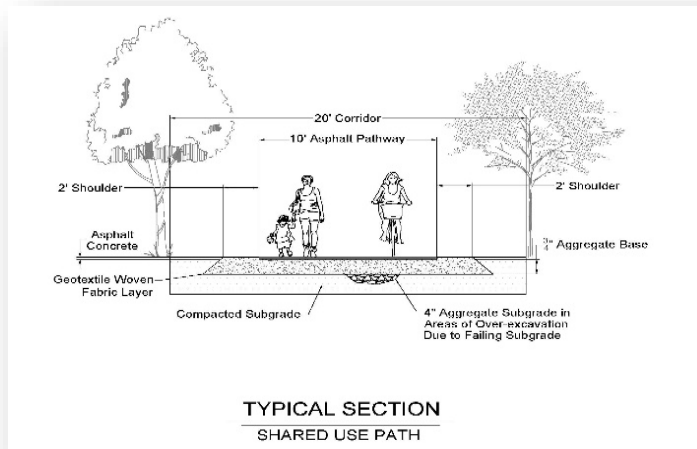 20' Corridor
10' Asphalt Pathway
2' Shoulder
2' Shoulder
Asphalt
Concrete
3/4" Aggregate Base
Geotextile Woven
Fabric Layer
Compacted Subgrade
4" Aggregate Subgrade in
Areas of Over-excavation
Due to Failing Subgrade
TYPICAL SECTION
SHARED USE PATH